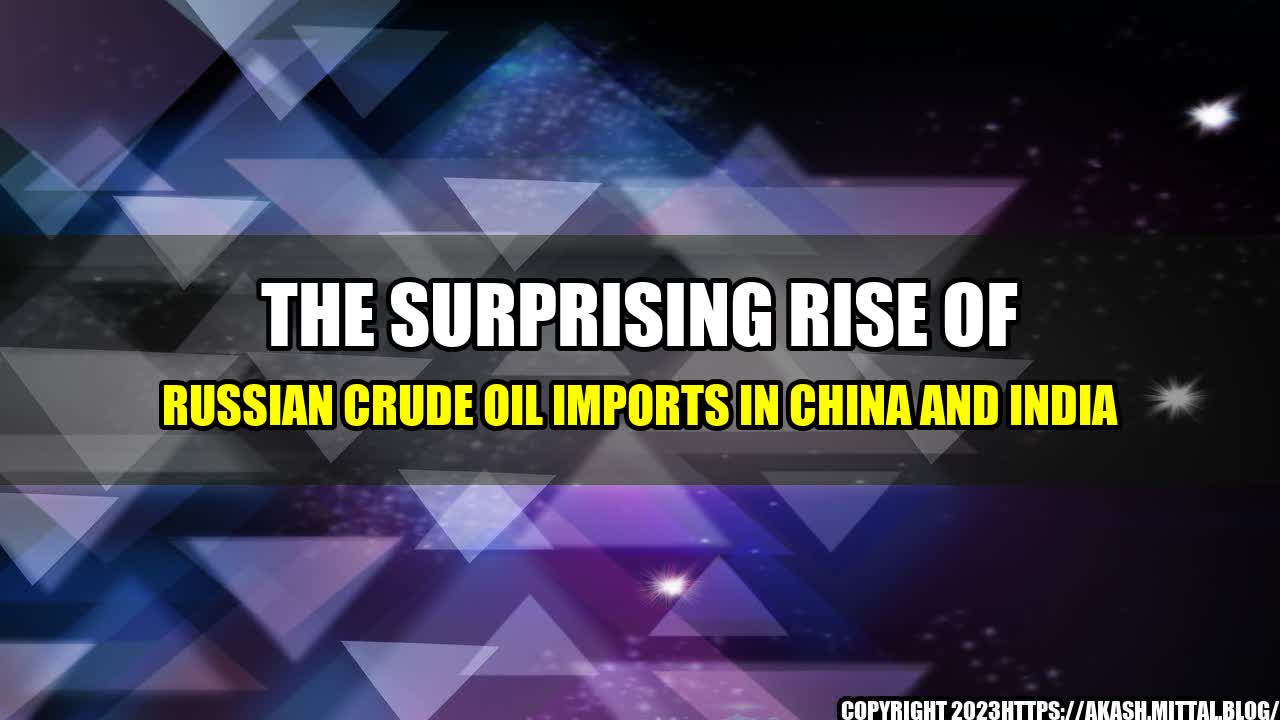 THE SURPRISING RISE OF
RUSSIAN CRUDE OIL IMPORTS IN CHINA AND INDIA
COPYRIGHT 2023HTTPS://AKASH.MITTAL.BLOG/